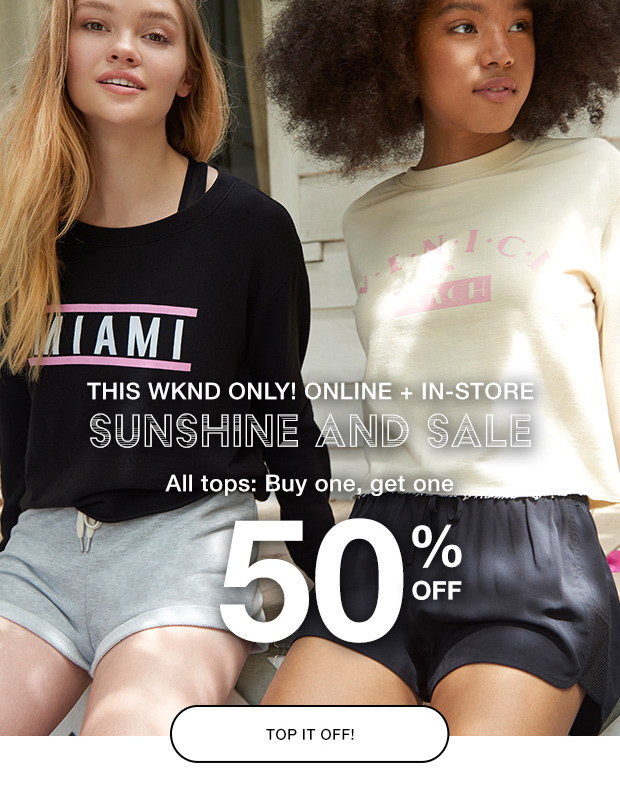 MIAMI
V·E·N·I·C·E
BEACH
THIS WKND ONLY! ONLINE + IN-STORE
SUNSHINE AND SALE
All tops: Buy one, get one
50%
OFF
TOP IT OFF!